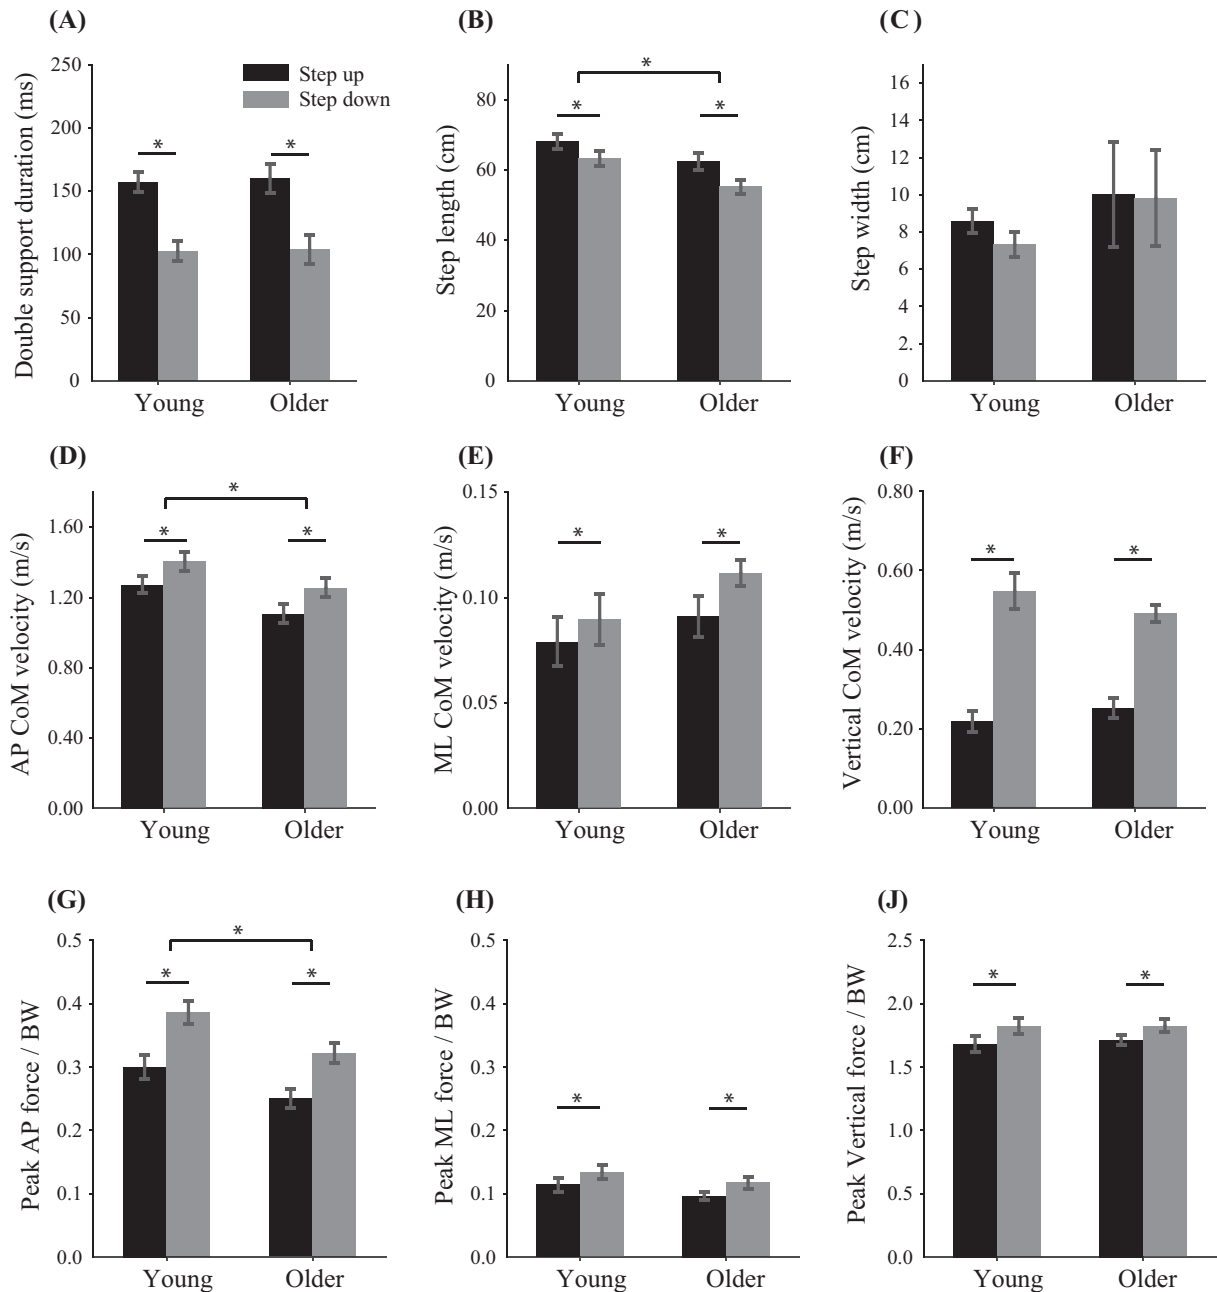 (A)
Double support duration (ms)
250
200
150
100
50
0
Step up
Step down
*
*
Young
Older
(B)
Step length (cm)
80
60
40
20
0
*
*
*
Young
Older
(C)
Step width (cm)
16
14
12
10
8
6
4
2.
0
Young
Older
(D)
AP CoM velocity (m/s)
1.60
1.20
0.80
0.40
0.00
*
*
*
Young
Older
(E)
ML CoM velocity (m/s)
0.15
0.10
0.05
0.00
*
*
Young
Older
(F)
Vertical CoM velocity (m/s)
0.80
0.60
0.40
0.20
0.00
*
*
Young
Older
(G)
Peak AP force / BW
0.5
0.4
0.3
0.2
0.1
0.0
*
*
*
Young
Older
(H)
Peak ML force / BW
0.5
0.4
0.3
0.2
0.1
0.0
*
*
Young
Older
(J)
Peak Vertical force / BW
2.5
2.0
1.5
1.0
0.5
0.0
*
*
Young
Older